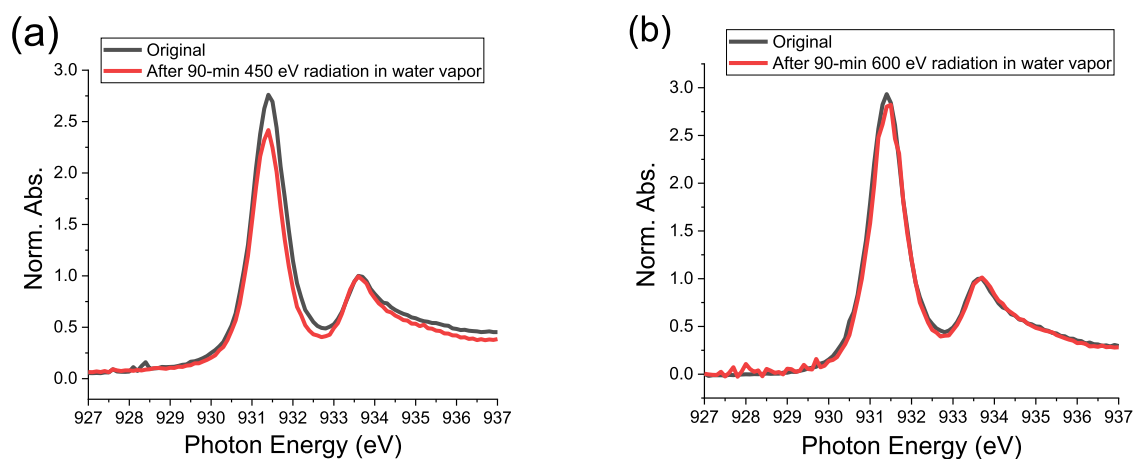 (a)
Original
After 90-min 450 eV radiation in water vapor
3.0
2.5
2.0
1.5
1.0
0.5
0.0
Norm. Abs.
927 928 929 930 931 932 933 934 935 936 937
Photon Energy (eV)
(b)
Original
After 90-min 600 eV radiation in water vapor
3.0
2.5
2.0
1.5
1.0
0.5
0.0
Norm. Abs.
927 928 929 930 931 932 933 934 935 936 937
Photon Energy (eV)